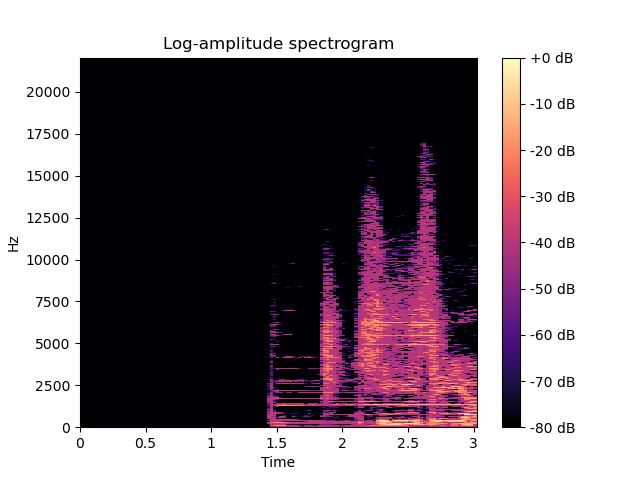 Log-amplitude spectrogram
+0 dB
20000
-10 dB
17500
-20 dB
15000
-30 dB
12500
Hz
-40 dB
10000
-50 dB
7500
5000
-60 dB
2500
-70 dB
0
-80 dB
0 0.5 1 1.5 2 2.5 3
Time